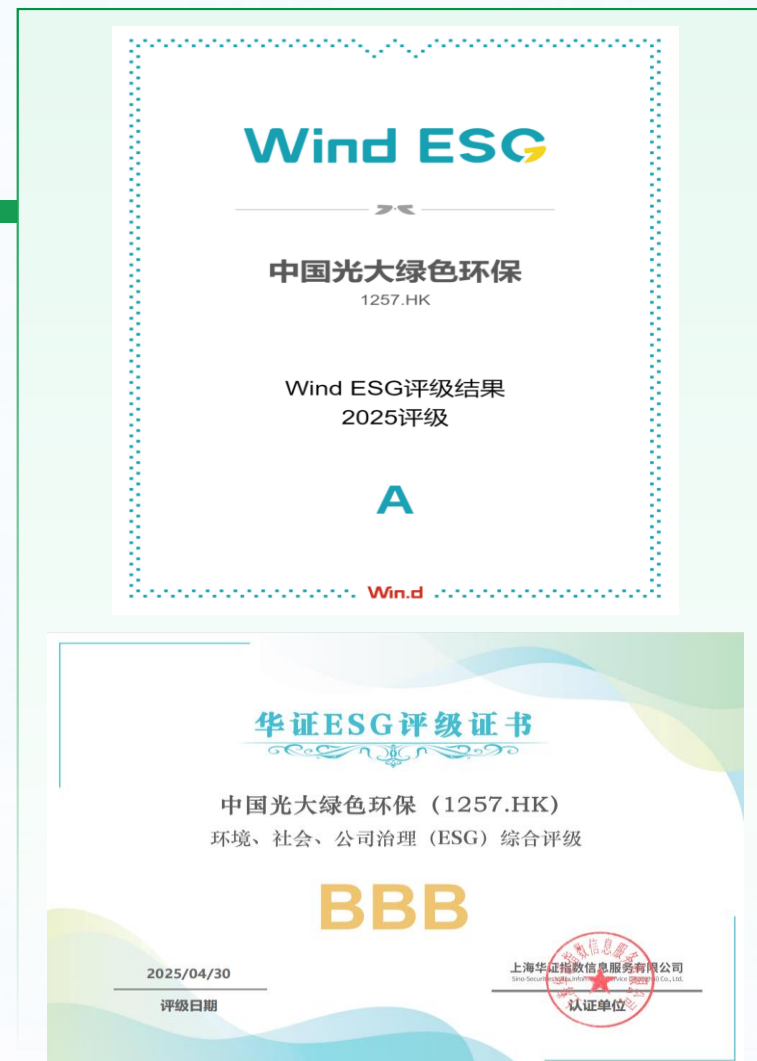 Wind ESG
中国光大绿色环保
1257.HK
Wind ESG评级结果
2025评级
A
Win.d
华证ESG评级证书
中国光大绿色环保（1257.HK）
环境、社会、公司治理（ESG）综合评级
BBB
2025/04/30
评级日期
上海华证指数信息服务有限公司
认证单位